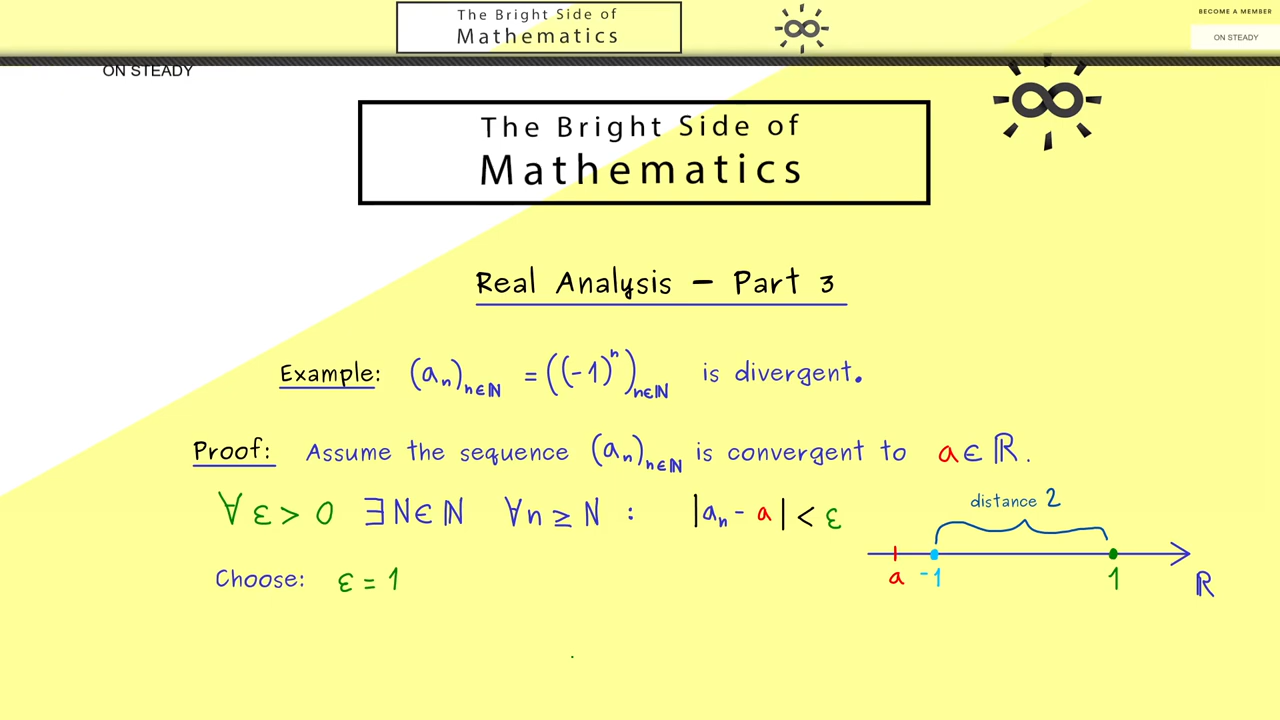 The Bright Side of
Mathematics
BECOME A MEMBER
ON STEADY
ON STEADY
The Bright Side of
Mathematics
Real Analysis – Part 3
Example: (aₙ)ₙ∈ℕ = ((-1)ⁿ)ₙ∈ℕ is divergent.
Proof: Assume the sequence (aₙ)ₙ∈ℕ is convergent to a∈ℝ.
∀ε>0 ∃N∈ℕ ∀n≥N : |aₙ-a|<ε
distance 2
a -1 1 ℝ
Choose: ε=1